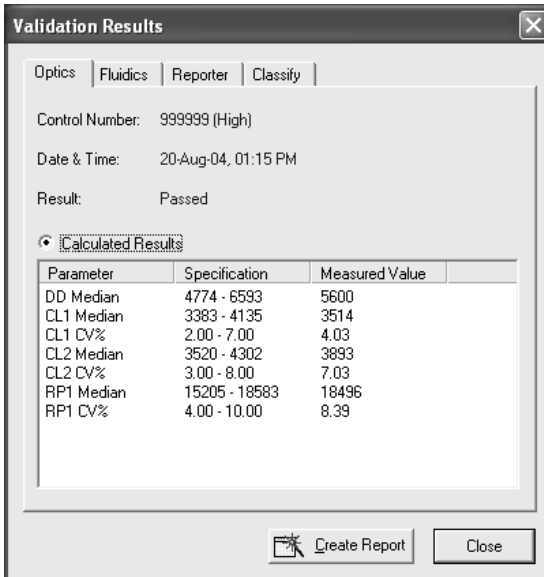 Validation Results
Optics Fluidics Reporter Classify
Control Number: 999999 (High)
Date & Time: 20-Aug-04, 01:15 PM
Result: Passed
Calculated Results
Parameter Specification Measured Value
DD Median 4774 - 6593 5600
CL1 Median 3383 - 4135 3514
CL1 CV% 2.00 - 7.00 4.03
CL2 Median 3520 - 4302 3893
CL2 CV% 3.00 - 8.00 7.03
RP1 Median 15205 - 18583 18496
RP1 CV% 4.00 - 10.00 8.39
Create Report Close